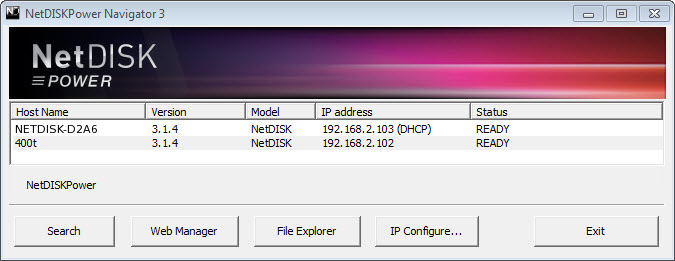 NetDISKPower Navigator 3
NetDISK
POWER
Host Name Version Model IP address Status
NETDISK-D2A6 3.1.4 NetDISK 192.168.2.103 (DHCP) READY
400t 3.1.4 NetDISK 192.168.2.102 READY
NetDISKPower
Search Web Manager File Explorer IP Configure... Exit